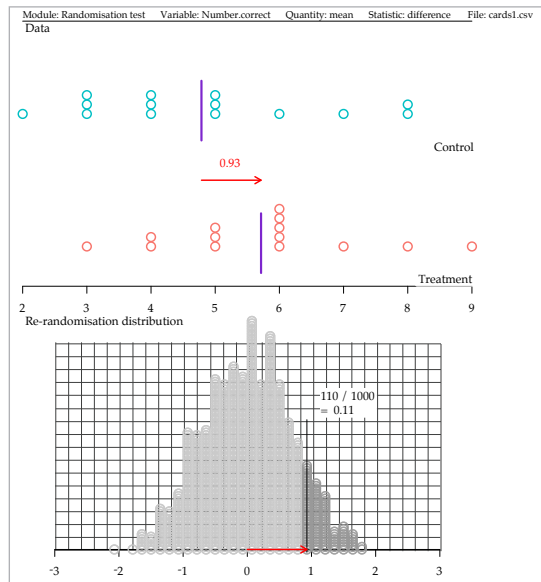 Module: Randomisation test Variable: Number.correct Quantity: mean Statistic: difference File: cards1.csv
Data
Control
0.93
Treatment
2 3 4 5 6 7 8 9
Re-randomisation distribution
110 / 1000
= 0.11
-3 -2 -1 0 1 2 3